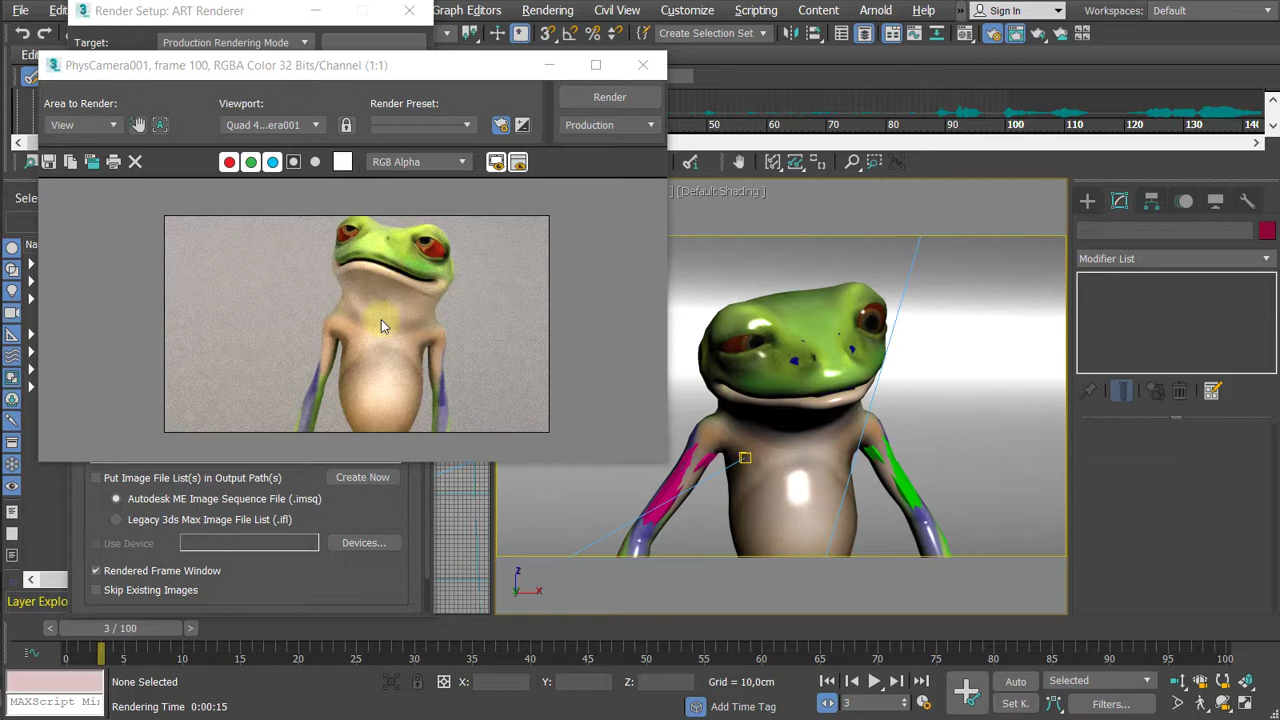 Render Setup: ART Renderer
Graph Editors
Rendering
Civil View
Customize
Scripting
Content
Arnold
Help
Sign In
Workspaces:
Default
Target:
Production Rendering Mode
Create Selection Set
PhysCamera001, frame 100, RGBA Color 32 Bits/Channel (1:1)
Area to Render:
Viewport:
Render Preset:
Render
View
Quad 4...era001
Production
50 60 70 80 90 100 110 120 130
RGB Alpha
[Default Shading ]
Modifier List
Put Image File List(s) in Output Path(s)
Create Now
Autodesk ME Image Sequence File (.imsq)
Legacy 3ds Max Image File List (.ifl)
Use Device
Devices...
Rendered Frame Window
Skip Existing Images
z
x
y
Layer Explo
3 / 100
0 5 10 15 20 25 30 35 40 45 50 55 60 65 70 75 80 85 90 95 100
None Selected
X:
Y:
Z:
Grid = 10,0cm
Auto
Selected
MAXScript Mi
Rendering Time 0:00:15
Add Time Tag
3
Set K.
Filters...